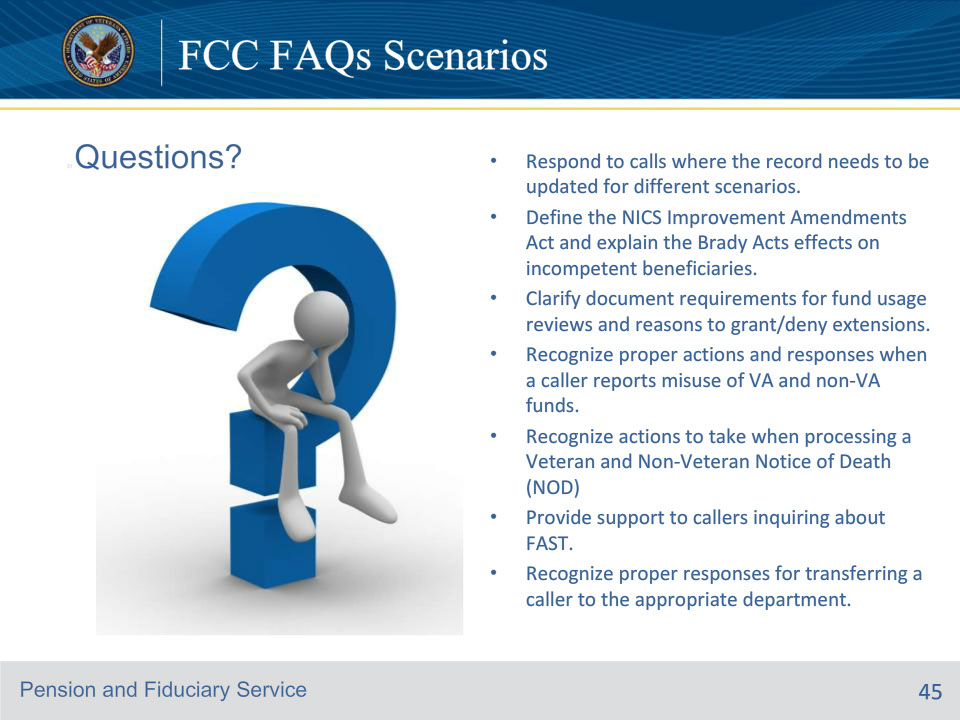 FCC FAQs Scenarios
Questions?
• Respond to calls where the record needs to be
updated for different scenarios.
• Define the NICS Improvement Amendments
Act and explain the Brady Acts effects on
incompetent beneficiaries.
• Clarify document requirements for fund usage
reviews and reasons to grant/deny extensions.
• Recognize proper actions and responses when
a caller reports misuse of VA and non-VA
funds.
• Recognize actions to take when processing a
Veteran and Non-Veteran Notice of Death
(NOD)
• Provide support to callers inquiring about
FAST.
• Recognize proper responses for transferring a
caller to the appropriate department.
Pension and Fiduciary Service
45